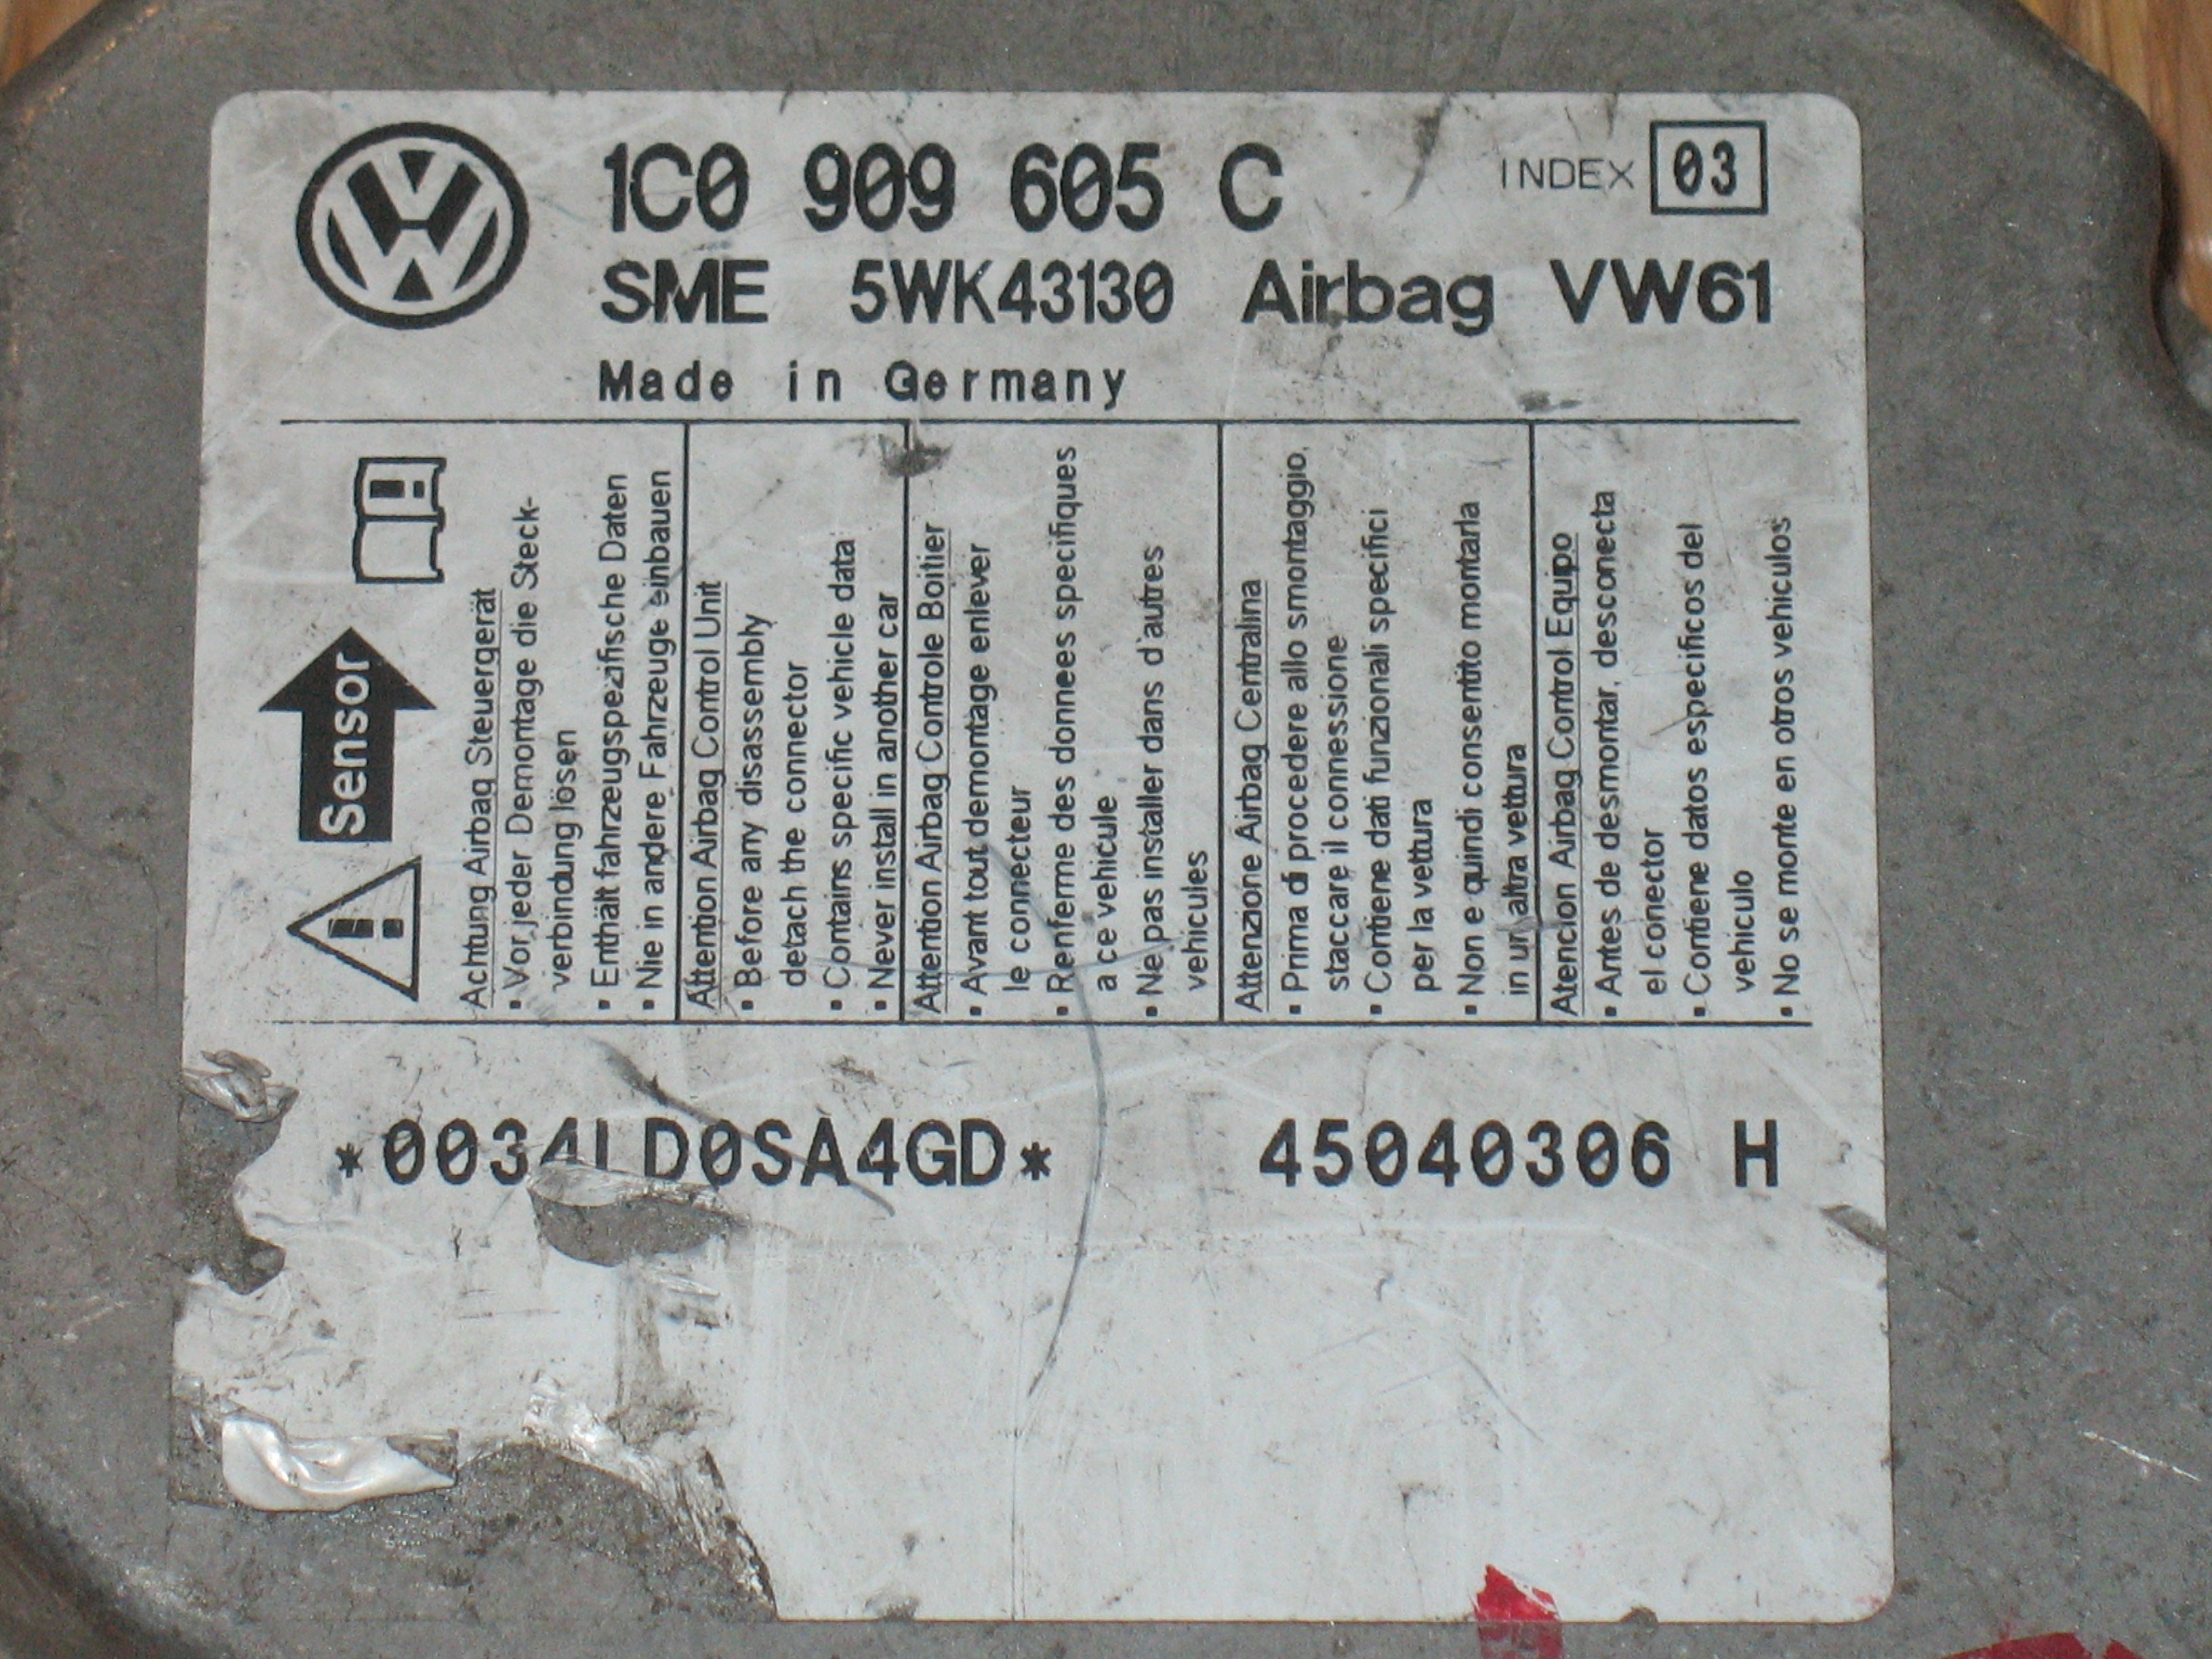 1C0 909 605 C
INDEX 03
SME 5WK43130 Airbag VW61
Made in Germany
Sensor
Achtung Airbag Steuergerät
▪ Vor jeder Demontage die Steck-
verbindung lösen
▪ Enthält fahrzeugspezifische Daten
▪ Nie in andere Fahrzeuge einbauen
Attention Airbag Control Unit
▪ Before any disassembly
detach the connector
▪ Contains specific vehicle data
▪ Never install in another car
Attention Airbag Controle Boitier
▪ Avant tout demontage enlever
le connecteur
▪ Renferme des donnees specifiques
a ce vehicule
▪ Ne pas installer dans d'autres
vehicules
Attenzione Airbag Centralina
▪ Prima di procedere allo smontaggio,
staccare il connessione
▪ Contiene dati funzionali specifici
per la vettura
▪ Non e quindi consentito montarla
in un altra vettura
Atencion Airbag Control Equipo
▪ Antes de desmontar, desconecta
el conector
▪ Contiene datos especificos del
vehiculo
▪ No se monte en otros vehiculos
45040306 H